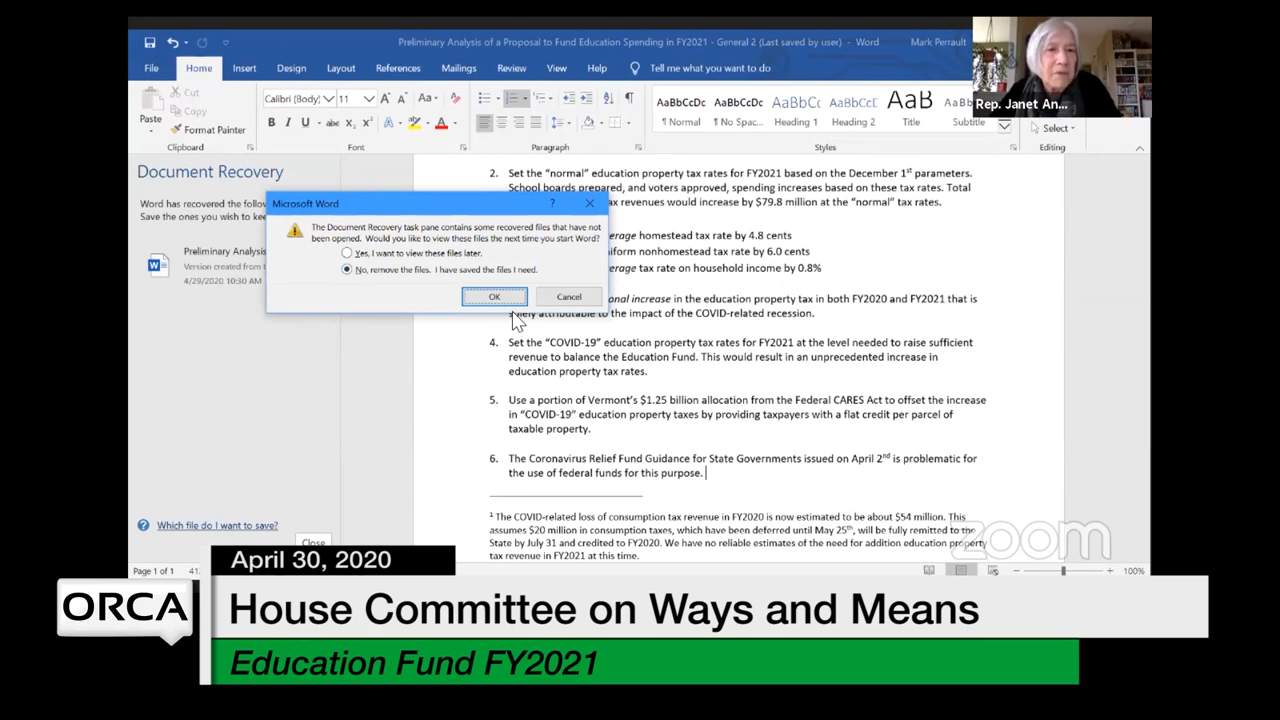 Preliminary Analysis of a Proposal to Fund Education Spending in FY2021 - General 2 (Last saved by user) - Word
Mark Perrault
File Home Insert Design Layout References Mailings Review View Help Tell me what you want to do
Rep. Janet An...
Paste
Cut
Copy
Format Painter
Clipboard
Calibri (Body) 11
Font
Paragraph
AaBbCcDc AaBbCcDc AaBbCc AaBbCcD AaB AaBb
¶ Normal ¶ No Spac... Heading 1 Heading 2 Title Subtitle
Styles
Select
Editing
Document Recovery
Word has recovered the follo
Save the ones you wish to kee
Preliminary Analysis
Version created from t
4/29/2020 10:30 AM
Which file do I want to save?
Close
Microsoft Word
The Document Recovery task pane contains some recovered files that have not
been opened. Would you like to view these files the next time you start Word?
Yes, I want to view these files later.
No, remove the files. I have saved the files I need.
OK Cancel
2. Set the “normal” education property tax rates for FY2021 based on the December 1st parameters.
School boards prepared, and voters approved, spending increases based on these tax rates. Total
x revenues would increase by $79.8 million at the “normal” tax rates.
erage homestead tax rate by 4.8 cents
iform nonhomestead tax rate by 6.0 cents
erage tax rate on household income by 0.8%
onal increase in the education property tax in both FY2020 and FY2021 that is
solely attributable to the impact of the COVID-related recession.
4. Set the “COVID-19” education property tax rates for FY2021 at the level needed to raise sufficient
revenue to balance the Education Fund. This would result in an unprecedented increase in
education property tax rates.
5. Use a portion of Vermont’s $1.25 billion allocation from the Federal CARES Act to offset the increase
in “COVID-19” education property taxes by providing taxpayers with a flat credit per parcel of
taxable property.
6. The Coronavirus Relief Fund Guidance for State Governments issued on April 2nd is problematic for
the use of federal funds for this purpose.
1 The COVID-related loss of consumption tax revenue in FY2020 is now estimated to be about $54 million. This
assumes $20 million in consumption taxes, which have been deferred until May 25th, will be fully remitted to the
State by July 31 and credited to FY2020. We have no reliable estimates of the need for addition education property
tax revenue in FY2021 at this time.
zoom
Page 1 of 1
100%
April 30, 2020
ORCA
House Committee on Ways and Means
Education Fund FY2021